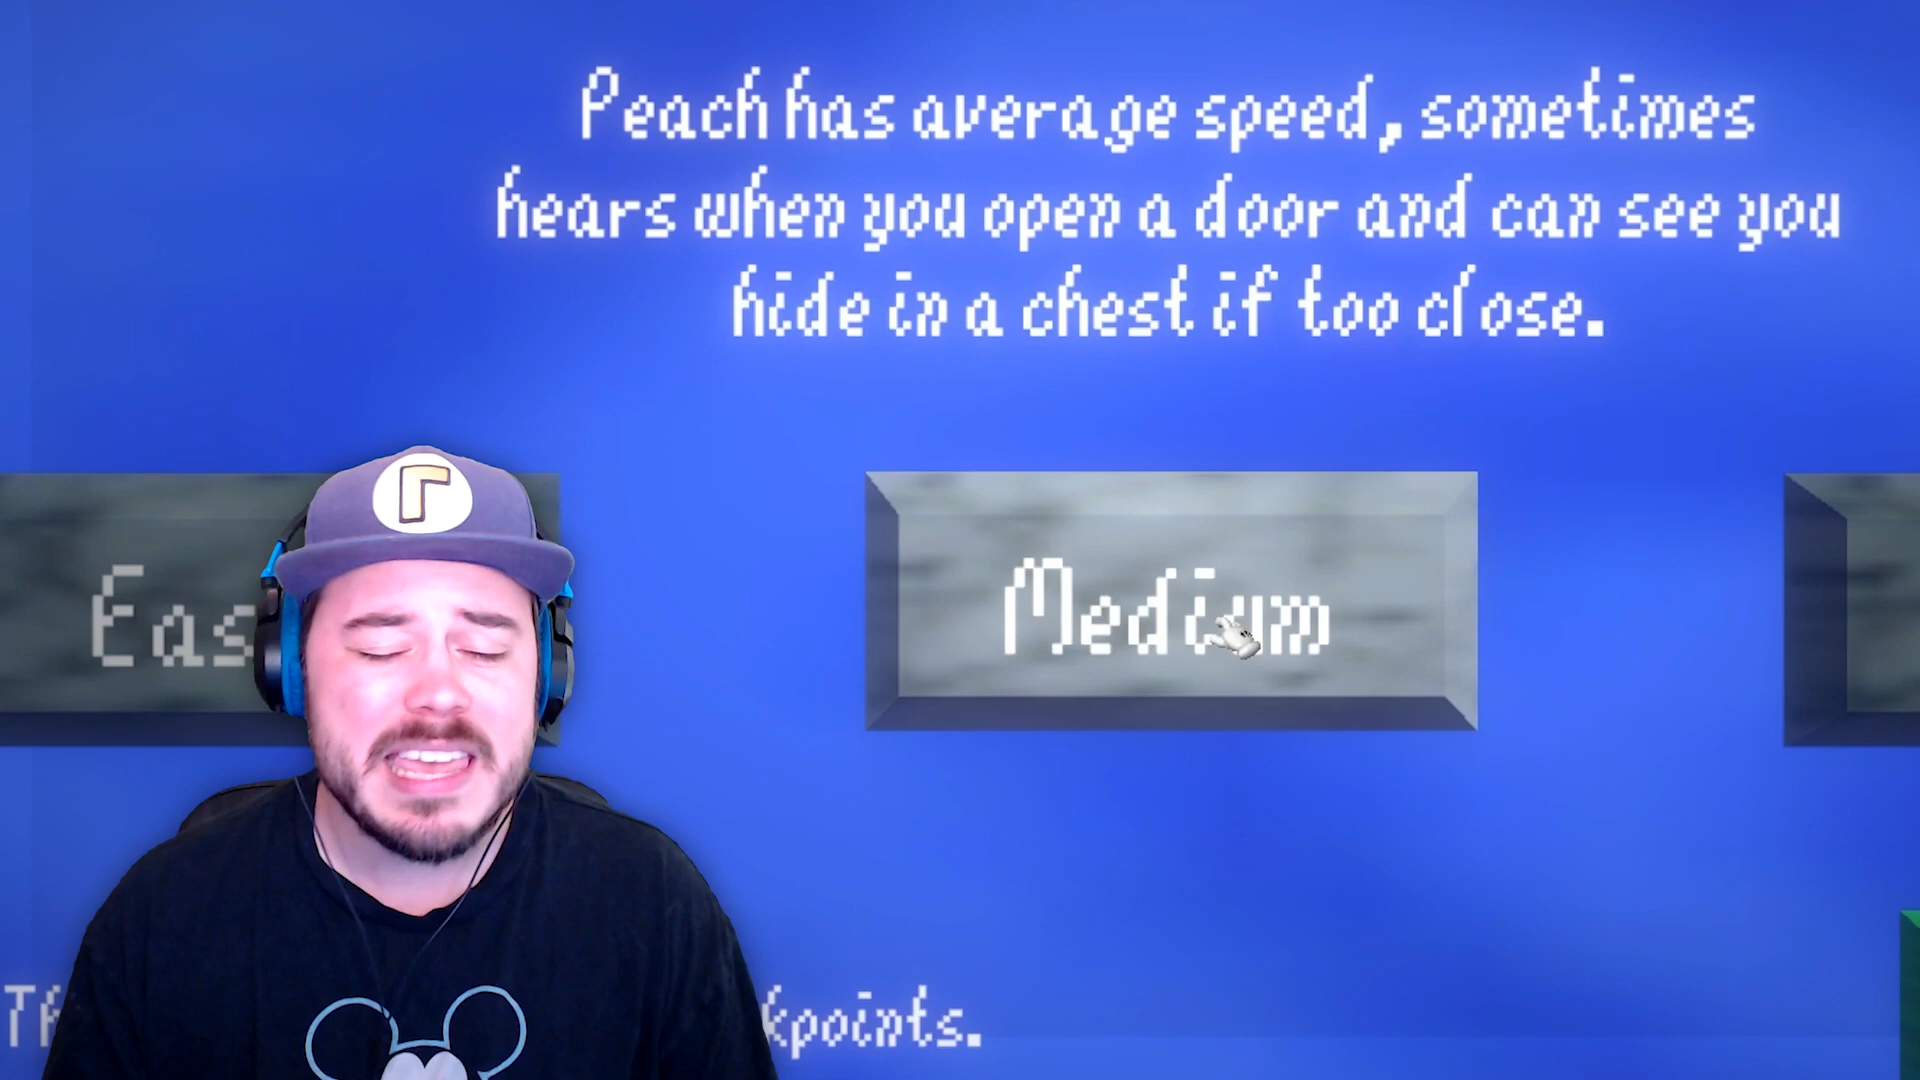 Peach has average speed, sometimes
hears when you open a door and can see you
hide in a chest if too close.
Medium